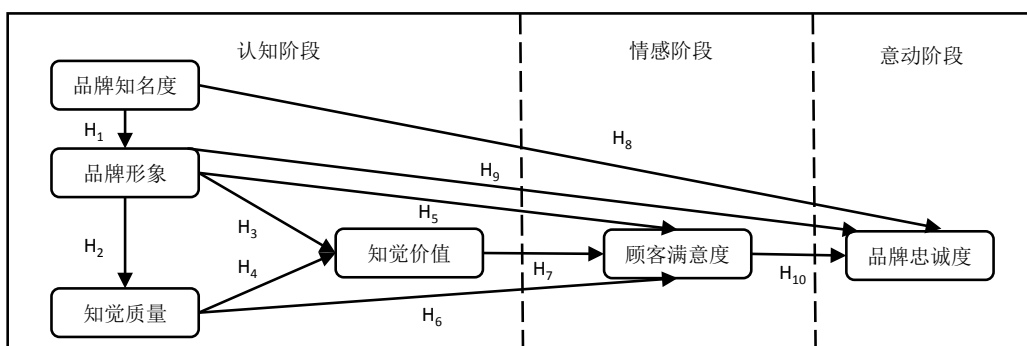 认知阶段
情感阶段
意动阶段
品牌知名度
H₁
H₈
品牌形象
H₉
H₅
H₃
H₂
知觉价值
顾客满意度
品牌忠诚度
H₄
H₇
H₁₀
知觉质量
H₆